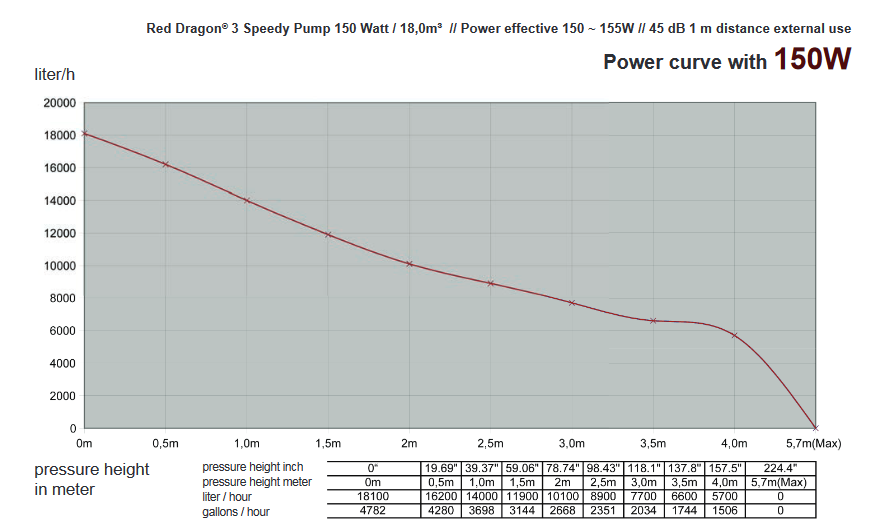 Red Dragon® 3 Speedy Pump 150 Watt / 18,0m³ // Power effective 150 ~ 155W // 45 dB 1 m distance external use
Power curve with 150W
liter/h
20000
18000
16000
14000
12000
10000
8000
6000
4000
2000
0
0m 0,5m 1,0m 1,5m 2m 2,5m 3,0m 3,5m 4,0m 5,7m(Max)
pressure height
in meter
pressure height inch 0" 19.69" 39.37" 59.06" 78.74" 98.43" 118.1" 137.8" 157.5" 224.4"
pressure height meter 0m 0,5m 1,0m 1,5m 2m 2,5m 3,0m 3,5m 4,0m 5,7m(Max)
liter / hour 18100 16200 14000 11900 10100 8900 7700 6600 5700 0
gallons / hour 4782 4280 3698 3144 2668 2351 2034 1744 1506 0